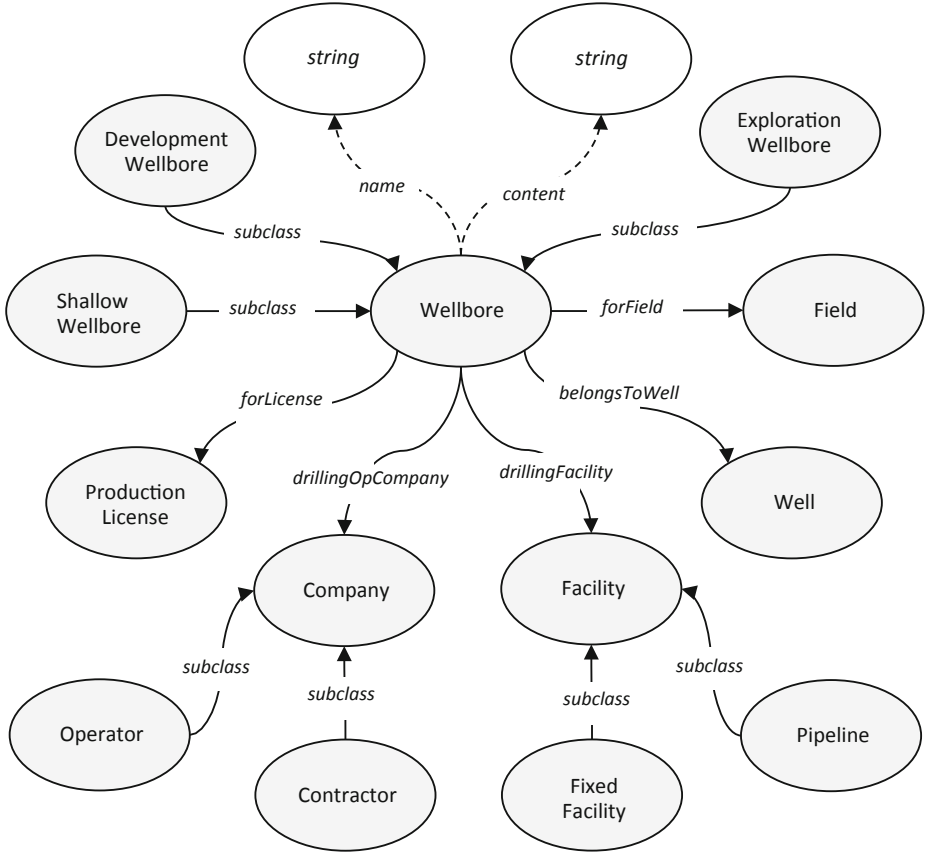 string
string
Development
Wellbore
Exploration
Wellbore
name
content
subclass
subclass
Shallow
Wellbore
subclass
Wellbore
forField
Field
forLicense
belongsToWell
drillingOpCompany
drillingFacility
Production
License
Well
Company
Facility
subclass
subclass
subclass
subclass
Operator
Pipeline
Contractor
Fixed
Facility